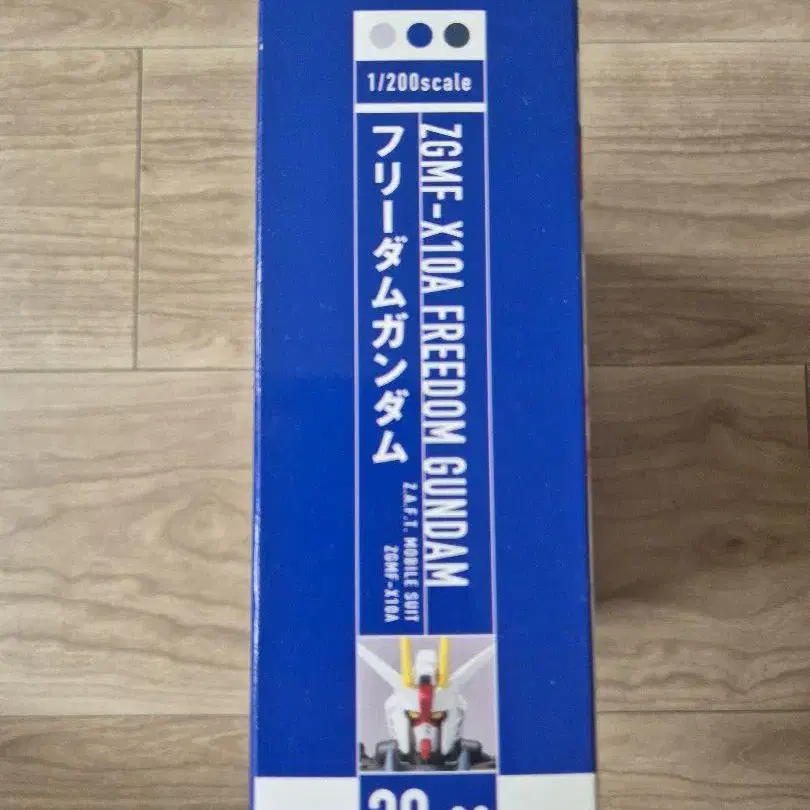 1/200scale
ZGMF-X10A FREEDOM GUNDAM
フリーダムガンダム
Z.A.F.T. MOBILE SUIT
ZGMF-X10A